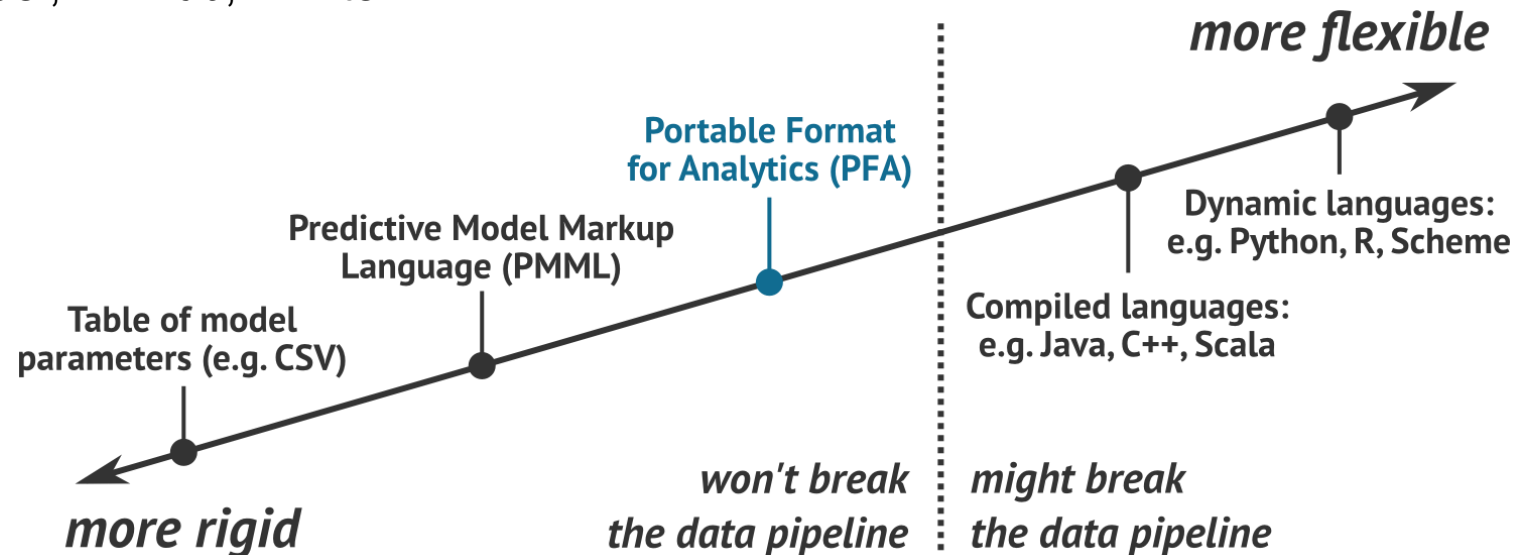 more flexible
Portable Format
for Analytics (PFA)
Dynamic languages:
e.g. Python, R, Scheme
Predictive Model Markup
Language (PMML)
Compiled languages:
e.g. Java, C++, Scala
Table of model
parameters (e.g. CSV)
won't break
the data pipeline
might break
the data pipeline
more rigid